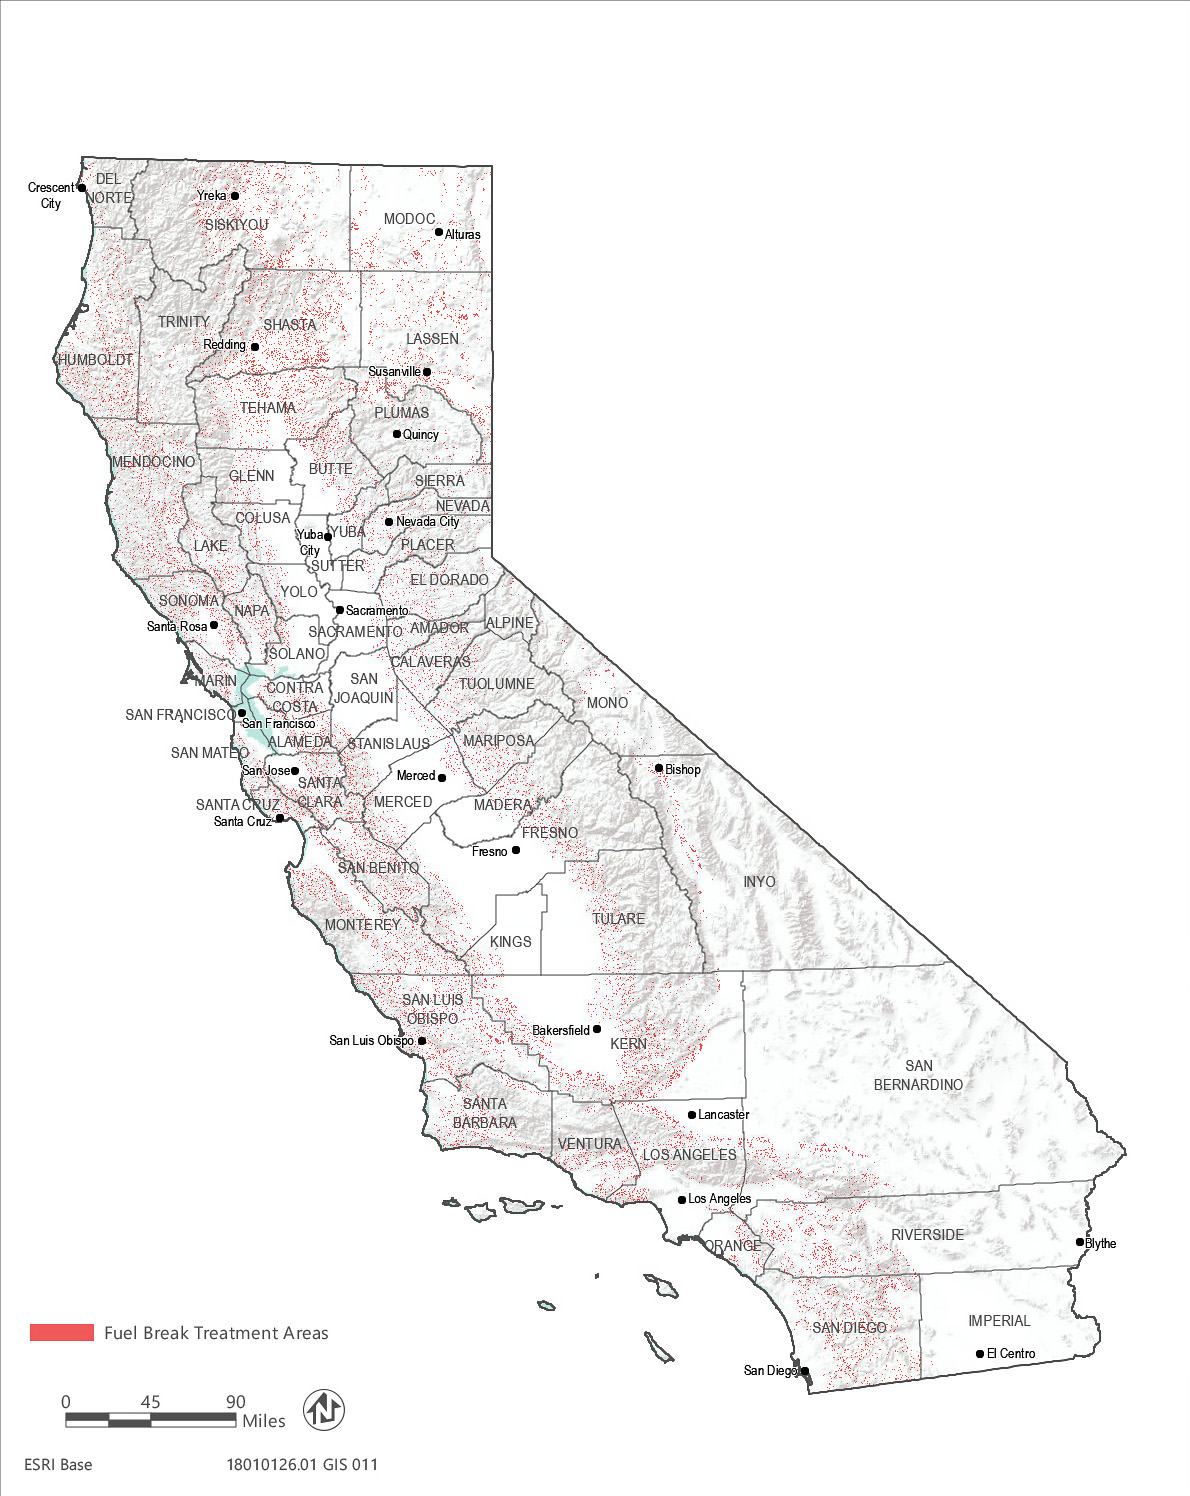 DEL
NORTE
Crescent
City
Yreka
SISKIYOU
MODOC
Alturas
TRINITY
SHASTA
Redding
LASSEN
HUMBOLDT
Susanville
TEHAMA
PLUMAS
Quincy
MENDOCINO
GLENN
BUTTE
SIERRA
NEVADA
COLUSA
Nevada City
Yuba
City
YUBA
LAKE
PLACER
SUTTER
EL DORADO
YOLO
SONOMA
NAPA
Sacramento
Santa Rosa
SACRAMENTO
AMADOR
ALPINE
SOLANO
CALAVERAS
MARIN
CONTRA
COSTA
SAN
JOAQUIN
TUOLUMNE
MONO
SAN FRANCISCO
San Francisco
ALAMEDA
STANISLAUS
MARIPOSA
SAN MATEO
San Jose
SANTA
CLARA
Merced
Bishop
SANTA CRUZ
Santa Cruz
MERCED
MADERA
FRESNO
Fresno
SAN BENITO
INYO
MONTEREY
TULARE
KINGS
SAN LUIS
OBISPO
San Luis Obispo
Bakersfield
KERN
SAN
BERNARDINO
SANTA
BARBARA
Lancaster
VENTURA
LOS ANGELES
Los Angeles
ORANGE
RIVERSIDE
Blythe
SAN DIEGO
IMPERIAL
El Centro
San Diego
Fuel Break Treatment Areas
0 45 90
Miles
N
ESRI Base 18010126.01 GIS 011